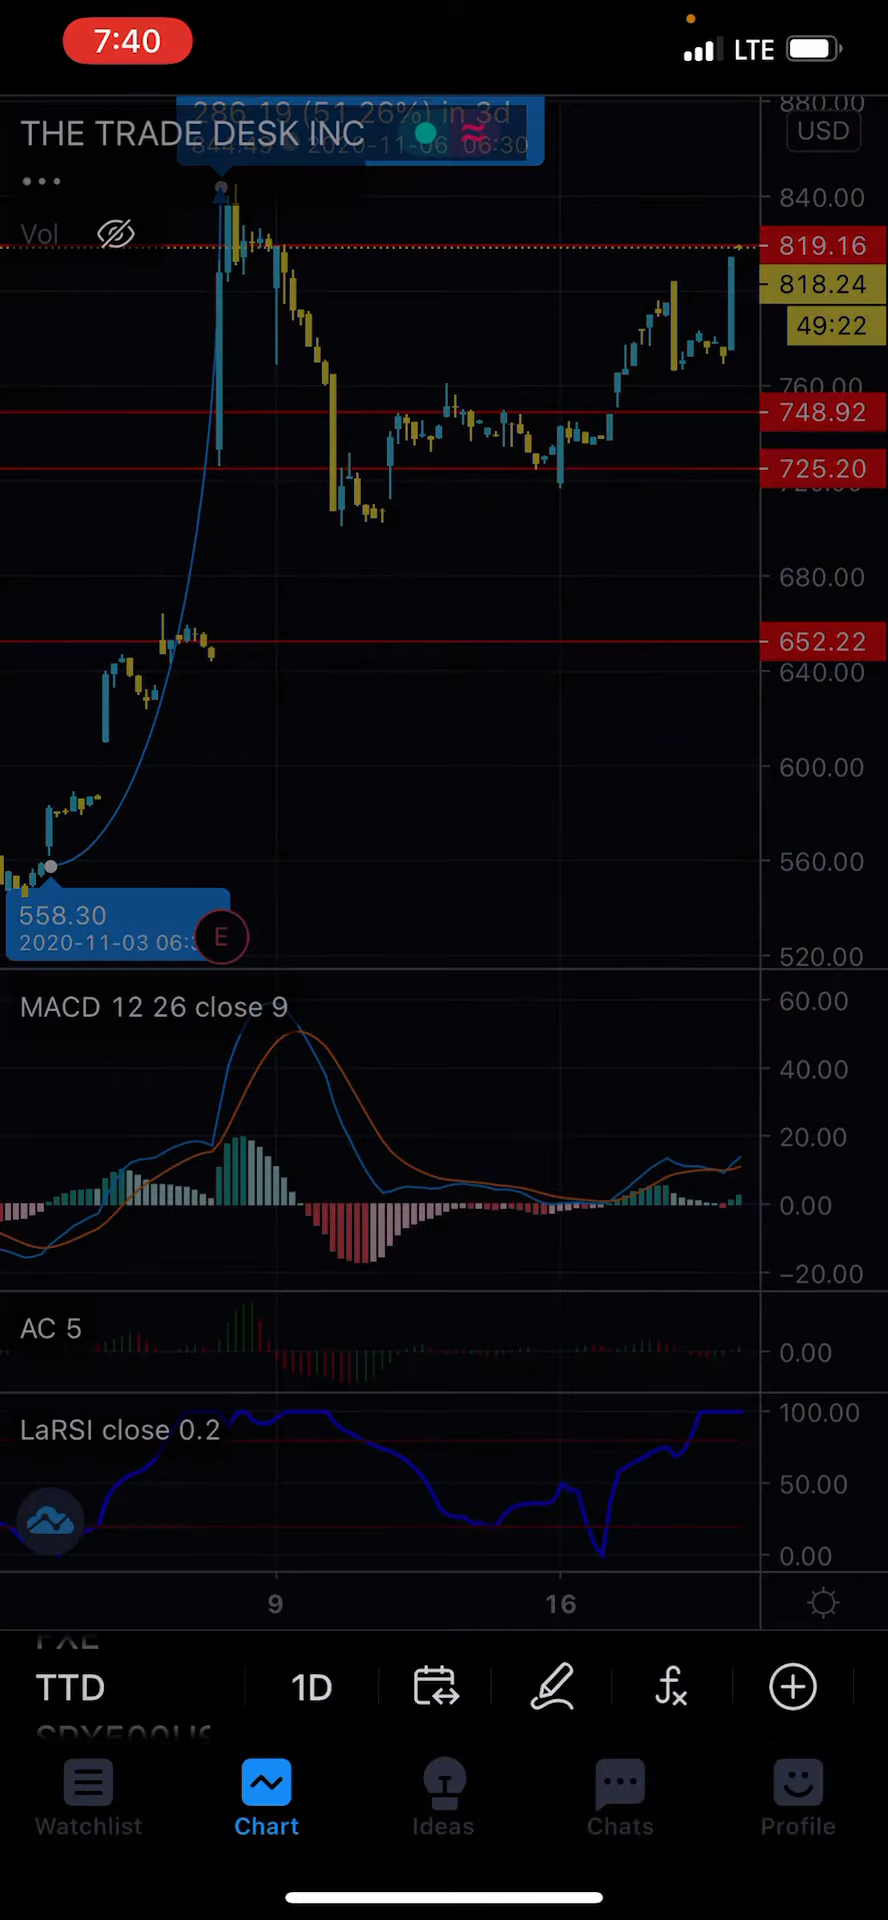 7:40
LTE
286.19 (51.26%) in 3d
2020-11-06 06:30
THE TRADE DESK INC
USD
Vol
880.00
840.00
819.16
818.24
49:22
760.00
748.92
725.20
680.00
652.22
640.00
600.00
560.00
520.00
558.30
2020-11-03
E
MACD 12 26 close 9
60.00
40.00
20.00
0.00
−20.00
AC 5
0.00
LaRSI close 0.2
100.00
50.00
0.00
9
16
FXE
TTD
1D
fx
Watchlist
Chart
Ideas
Chats
Profile